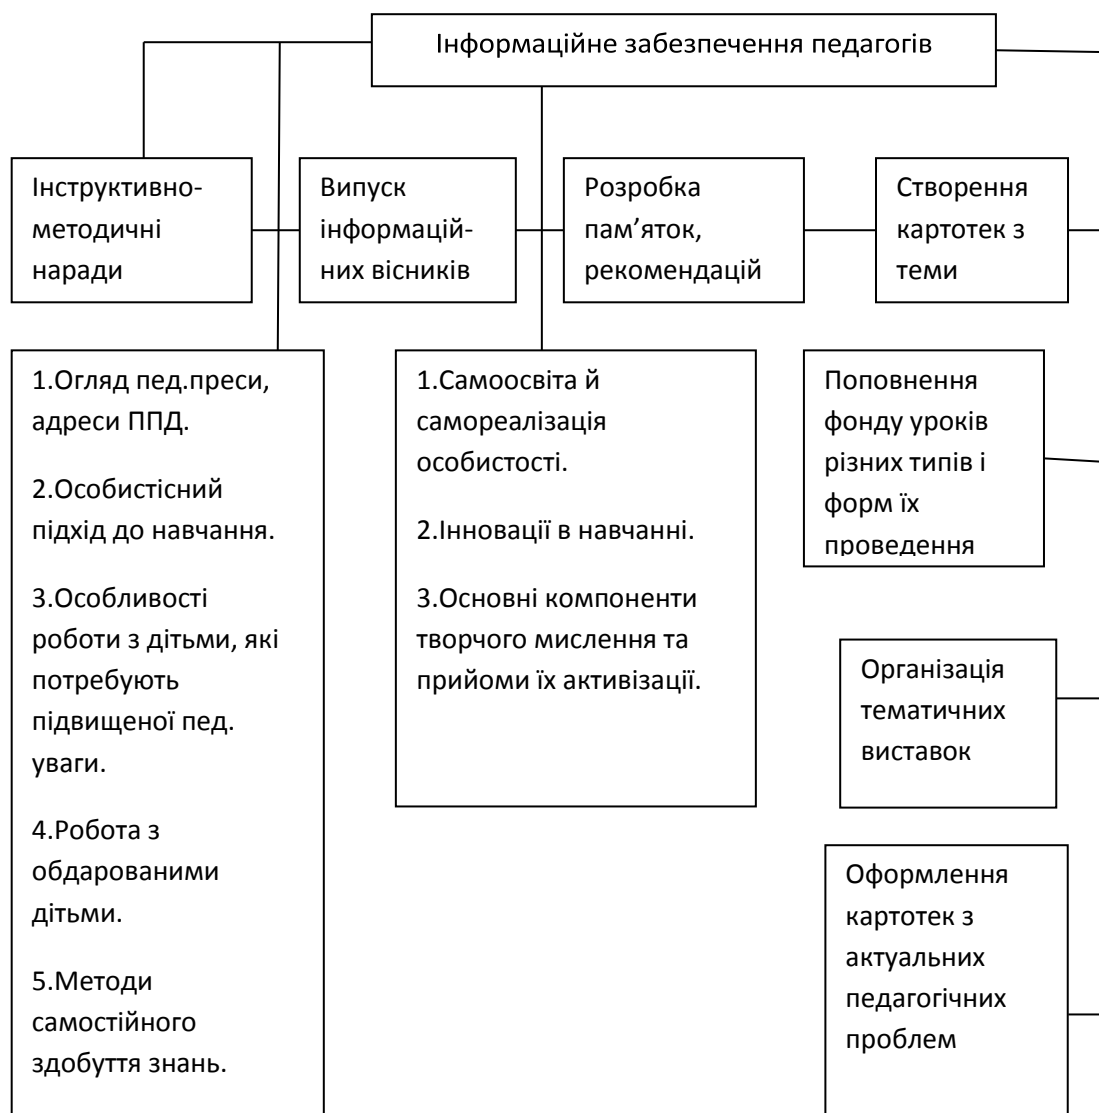 Інформаційне забезпечення педагогів
Інструктивно-
методичні
наради
Випуск
інформацій-
них вісників
Розробка
пам’яток,
рекомендацій
Створення
картотек з
теми
1.Огляд пед.преси,
адреси ППД.
2.Особистісний
підхід до навчання.
3.Особливості
роботи з дітьми, які
потребують
підвищеної пед.
уваги.
4.Робота з
обдарованими
дітьми.
5.Методи
самостійного
здобуття знань.
1.Самоосвіта й
самореалізація
особистості.
2.Інновації в навчанні.
3.Основні компоненти
творчого мислення та
прийоми їх активізації.
Поповнення
фонду уроків
різних типів і
форм їх
проведення
Організація
тематичних
виставок
Оформлення
картотек з
актуальних
педагогічних
проблем